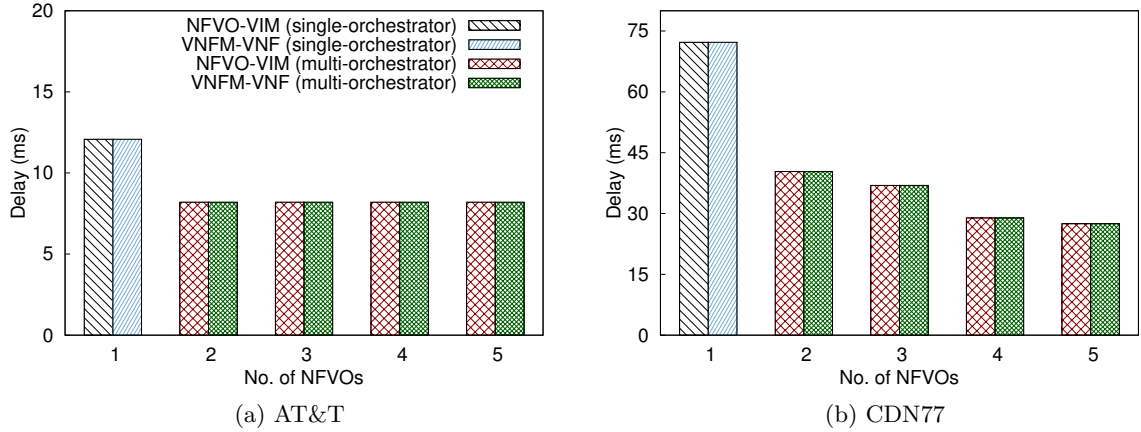 20
15
10
5
0
Delay (ms)
NFVO-VIM (single-orchestrator)
VNFM-VNF (single-orchestrator)
NFVO-VIM (multi-orchestrator)
VNFM-VNF (multi-orchestrator)
1 2 3 4 5
No. of NFVOs
(a) AT&T
75
60
45
30
15
0
Delay (ms)
1 2 3 4 5
No. of NFVOs
(b) CDN77